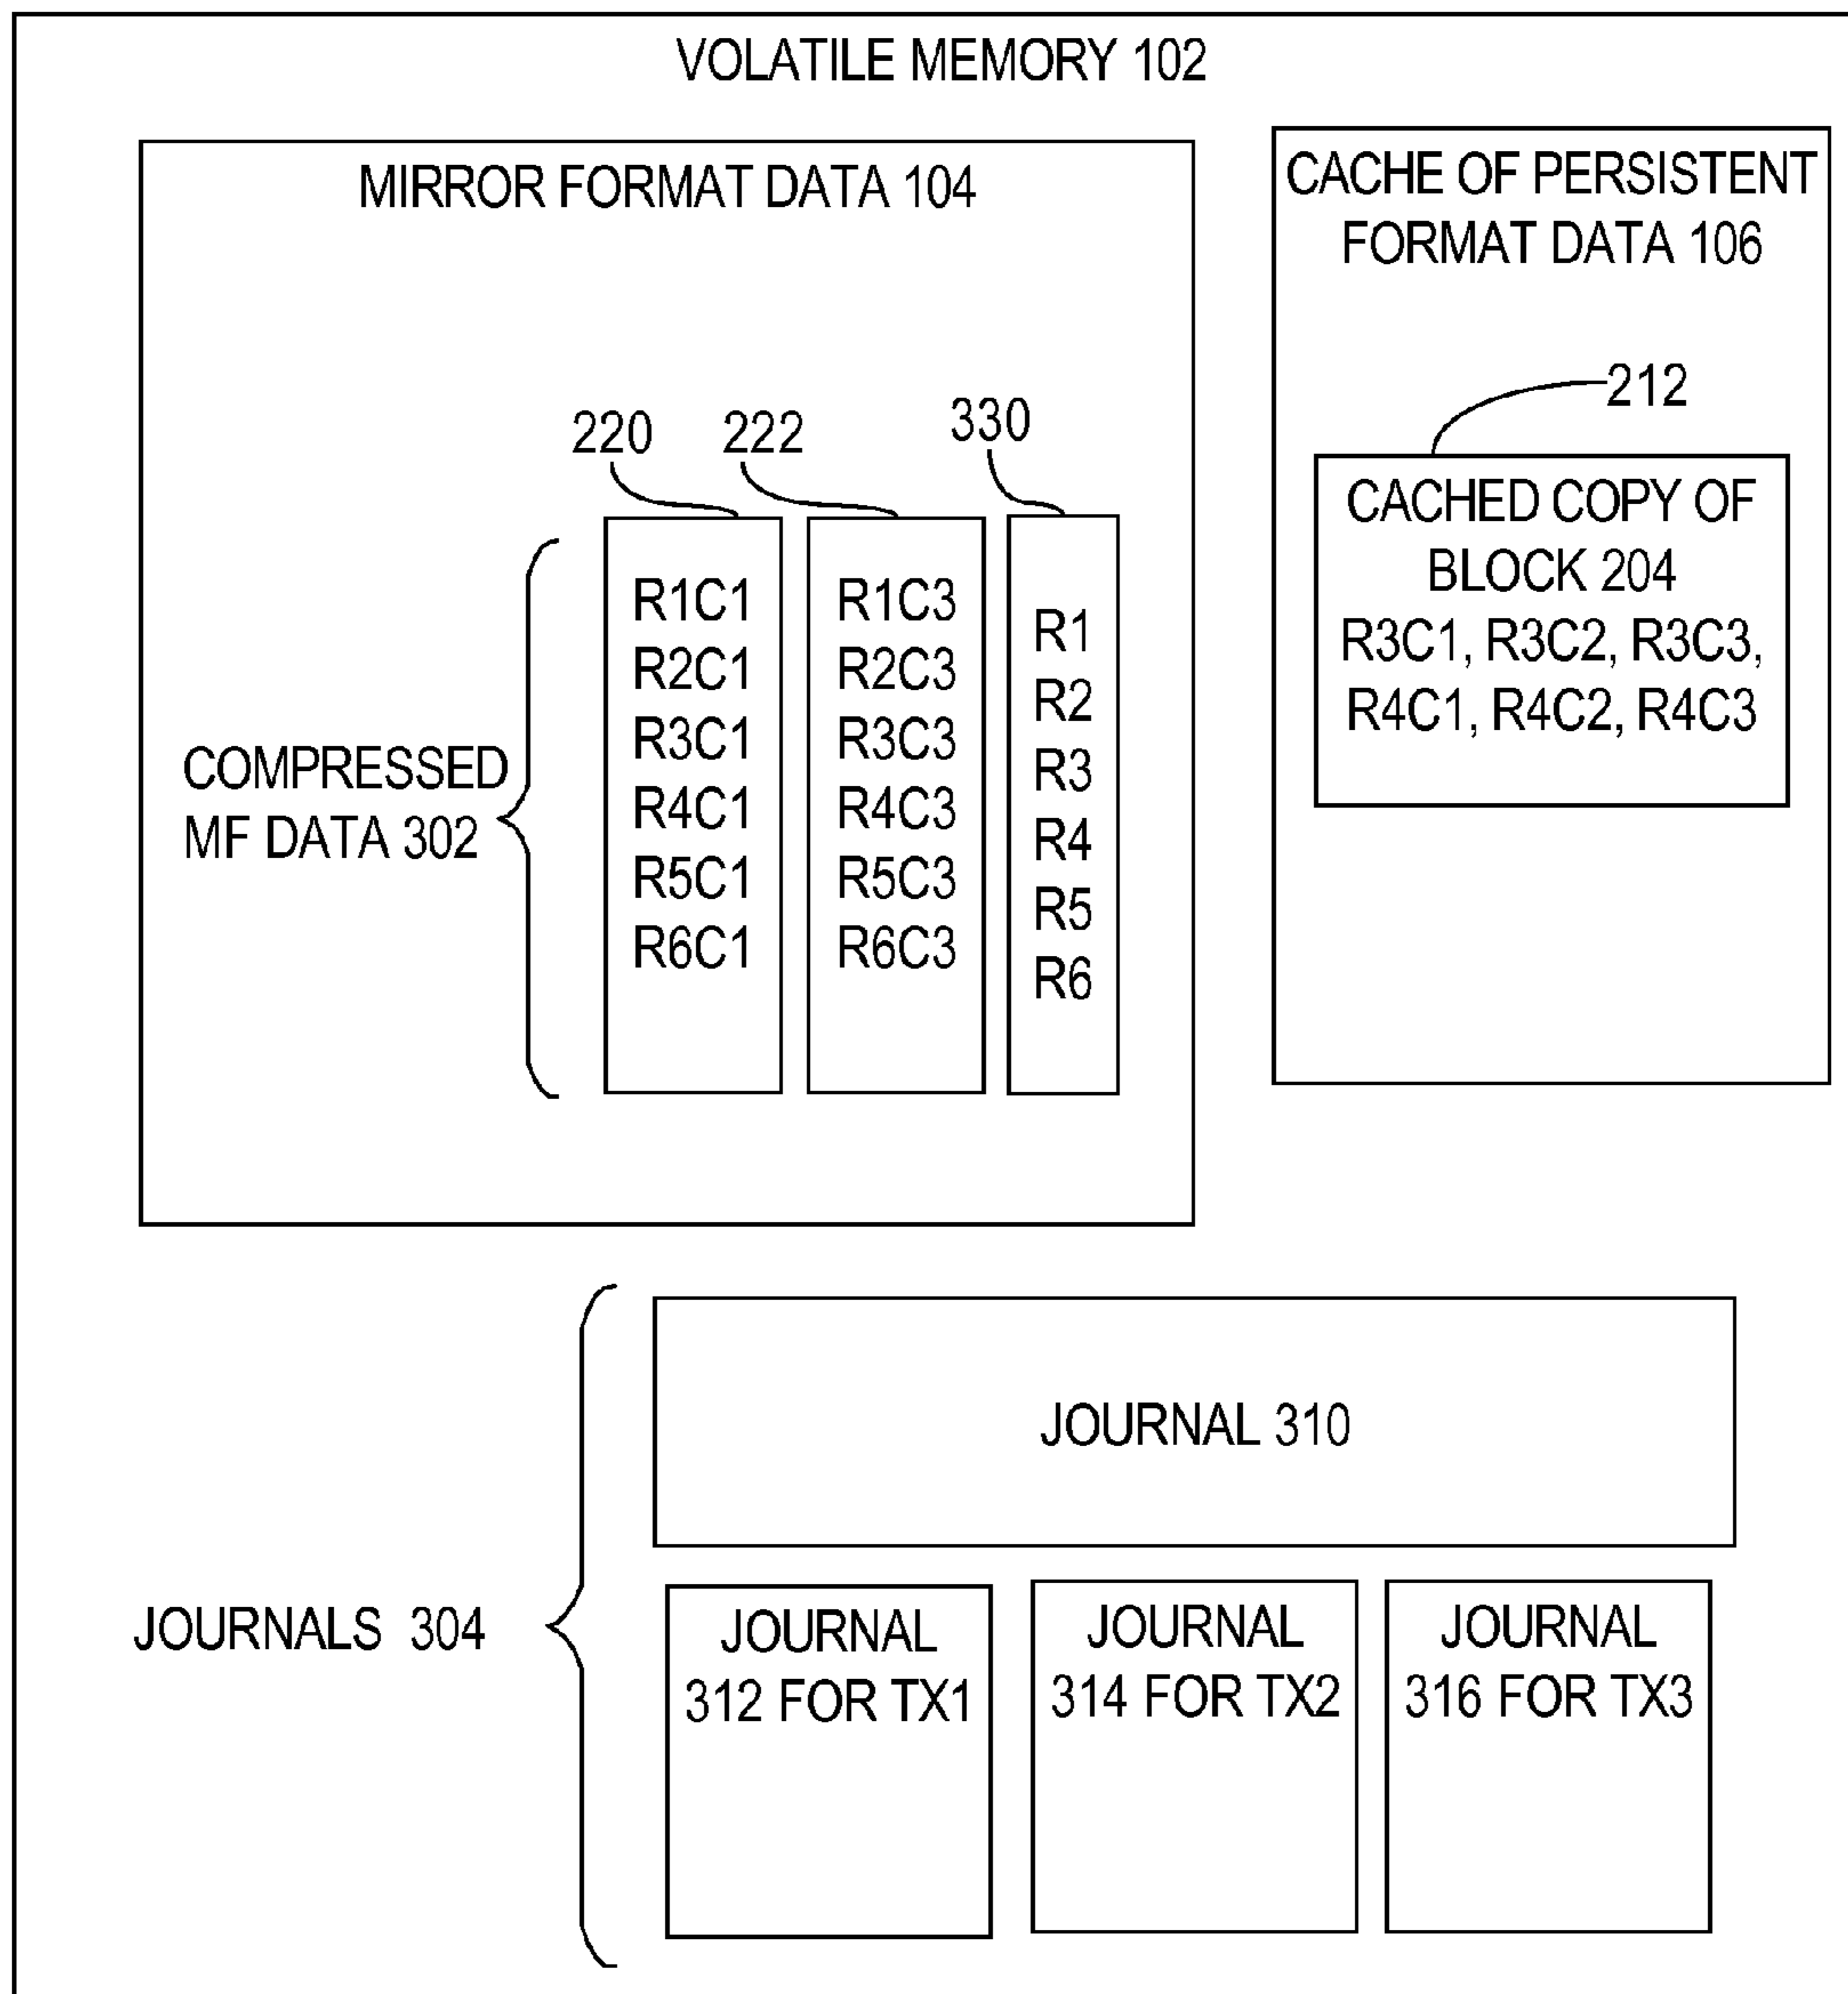 VOLATILE MEMORY 102
MIRROR FORMAT DATA 104
220
222
330
COMPRESSED
MF DATA 302
R1C1
R2C1
R3C1
R4C1
R5C1
R6C1
R1C3
R2C3
R3C3
R4C3
R5C3
R6C3
R1
R2
R3
R4
R5
R6
CACHE OF PERSISTENT
FORMAT DATA 106
212
CACHED COPY OF
BLOCK 204
R3C1, R3C2, R3C3,
R4C1, R4C2, R4C3
JOURNALS 304
JOURNAL 310
JOURNAL
312 FOR TX1
JOURNAL
314 FOR TX2
JOURNAL
316 FOR TX3